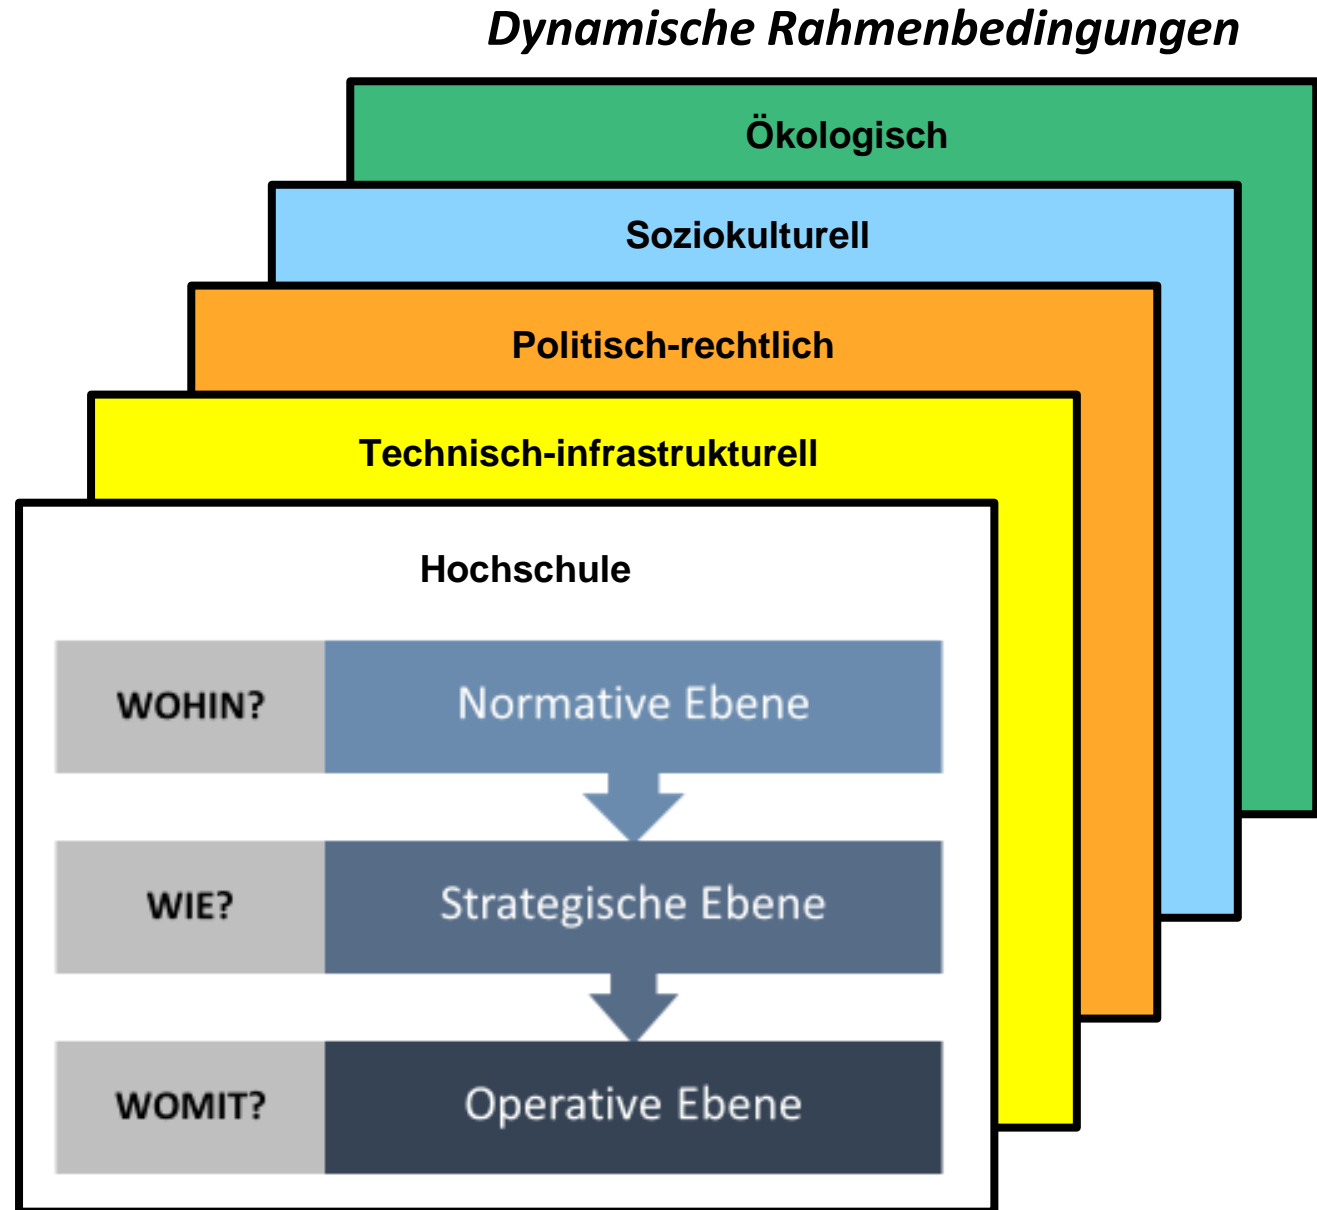 Dynamische Rahmenbedingungen
Ökologisch
Soziokulturell
Politisch-rechtlich
Technisch-infrastrukturell
Hochschule
WOHIN? Normative Ebene
WIE? Strategische Ebene
WOMIT? Operative Ebene